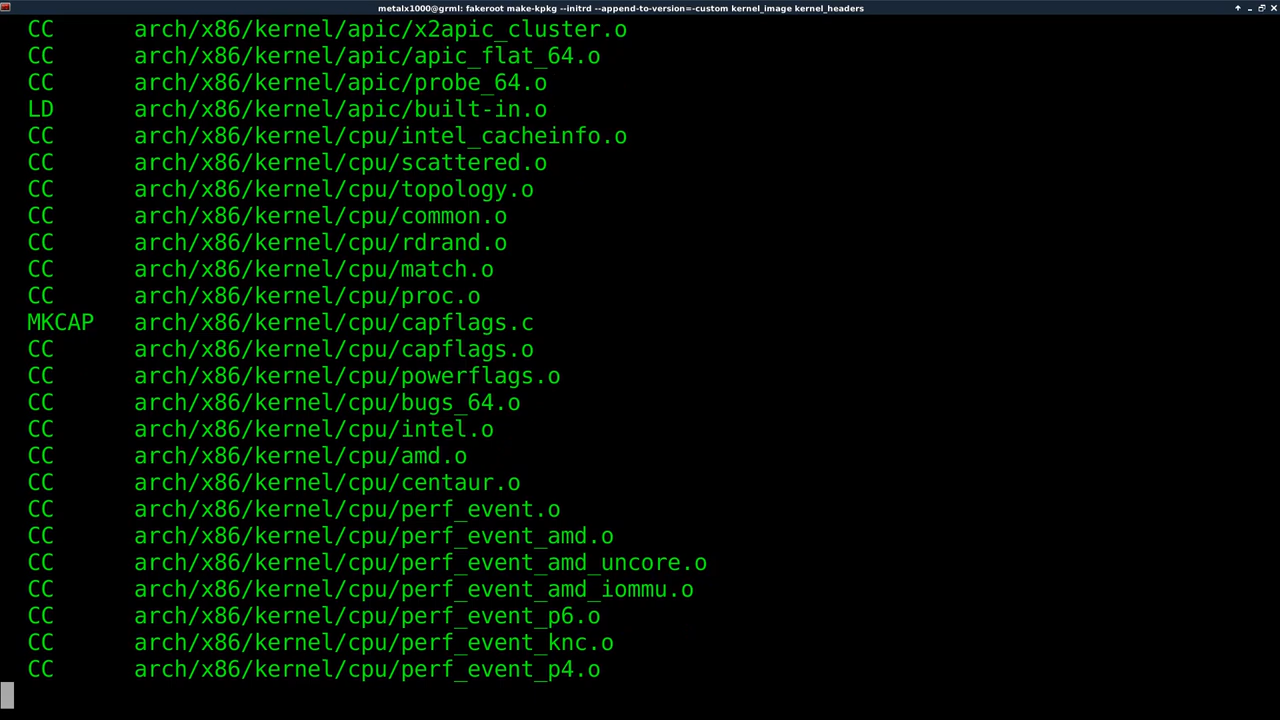 metalx1000@grml: fakeroot make-kpkg --initrd --append-to-version=-custom kernel_image kernel_headers
CC arch/x86/kernel/apic/x2apic_cluster.o
CC arch/x86/kernel/apic/apic_flat_64.o
CC arch/x86/kernel/apic/probe_64.o
LD arch/x86/kernel/apic/built-in.o
CC arch/x86/kernel/cpu/intel_cacheinfo.o
CC arch/x86/kernel/cpu/scattered.o
CC arch/x86/kernel/cpu/topology.o
CC arch/x86/kernel/cpu/common.o
CC arch/x86/kernel/cpu/rdrand.o
CC arch/x86/kernel/cpu/match.o
CC arch/x86/kernel/cpu/proc.o
MKCAP arch/x86/kernel/cpu/capflags.c
CC arch/x86/kernel/cpu/capflags.o
CC arch/x86/kernel/cpu/powerflags.o
CC arch/x86/kernel/cpu/bugs_64.o
CC arch/x86/kernel/cpu/intel.o
CC arch/x86/kernel/cpu/amd.o
CC arch/x86/kernel/cpu/centaur.o
CC arch/x86/kernel/cpu/perf_event.o
CC arch/x86/kernel/cpu/perf_event_amd.o
CC arch/x86/kernel/cpu/perf_event_amd_uncore.o
CC arch/x86/kernel/cpu/perf_event_amd_iommu.o
CC arch/x86/kernel/cpu/perf_event_p6.o
CC arch/x86/kernel/cpu/perf_event_knc.o
CC arch/x86/kernel/cpu/perf_event_p4.o